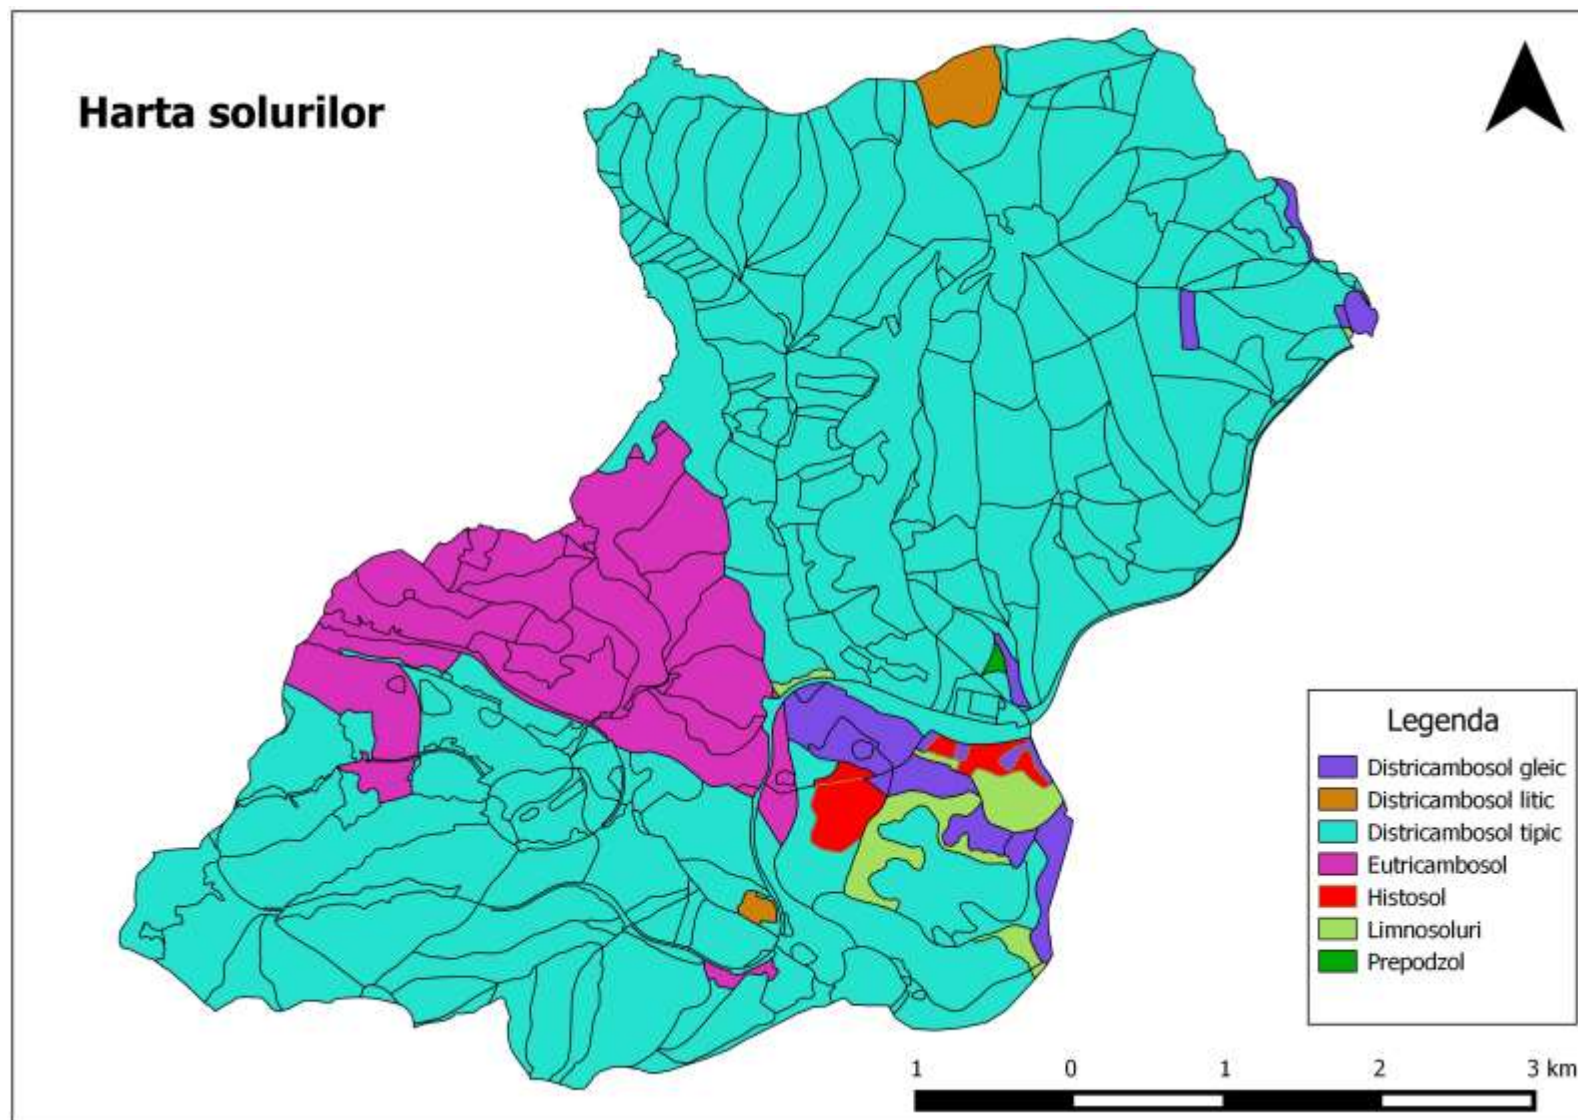 Harta solurilor
Legenda
Districambosol gleic
Districambosol litic
Districambosol tipic
Eutricambosol
Histosol
Limnosoluri
Prepodzol
1 0 1 2 3 km